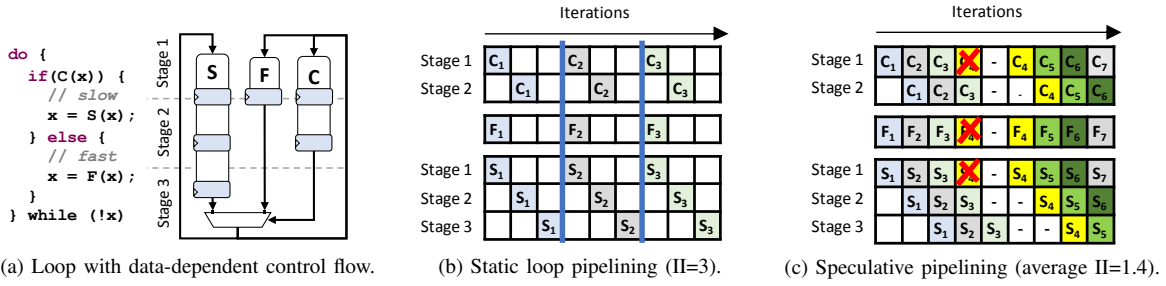 do {
if(C(x)) {
// slow
x = S(x);
} else {
// fast
x = F(x);
}
} while (!x)
Stage 1
Stage 2
Stage 3
S
F
C
(a) Loop with data-dependent control flow.
Iterations
Stage 1 C1 C2 C3
Stage 2 C1 C2 C3
F1 F2 F3
Stage 1 S1 S2 S3
Stage 2 S1 S2 S3
Stage 3 S1 S2 S3
(b) Static loop pipelining (II=3).
Iterations
Stage 1 C1 C2 C3 C4 - C4 C5 C6 C7
Stage 2 C1 C2 C3 - - C4 C5 C6
F1 F2 F3 F4 - F4 F5 F6 F7
Stage 1 S1 S2 S3 S4 - S4 S5 S6 S7
Stage 2 S1 S2 S3 - - S4 S5 S6
Stage 3 S1 S2 S3 - - S4 S5
(c) Speculative pipelining (average II=1.4).